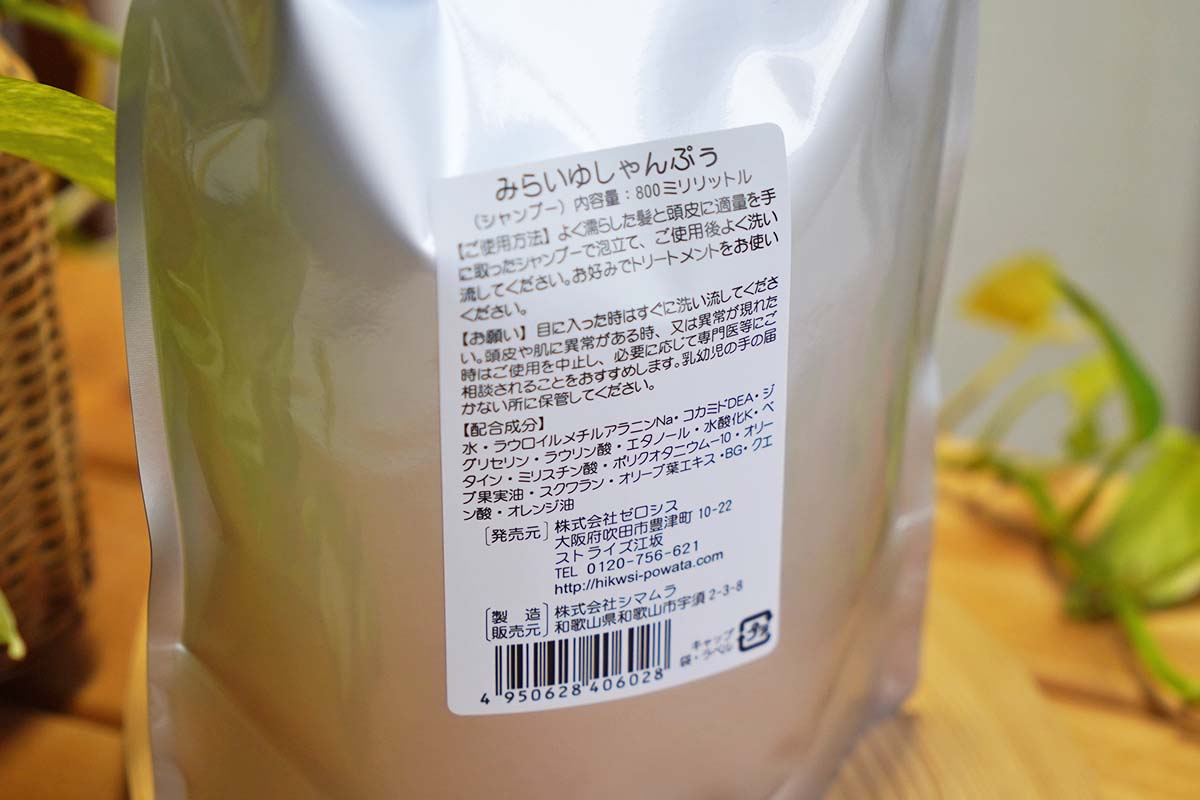 みらいゆしゃんぷぅ
(シャンプー) 内容量：800ミリリットル
【ご使用方法】よく濡らした髪と頭皮に適量を手
に取ったシャンプーで泡立て、ご使用後よく洗い
流してください。お好みでトリートメントをお使い
ください。
【お願い】目に入った時はすぐに洗い流してくださ
い。頭皮や肌に異常がある時、又は異常が現れた
時はご使用を中止し、必要に応じて専門医等にご
相談されることをおすすめします。乳幼児の手の届
かない所に保管してください。
【配合成分】
水・ラウロイルメチルアラニンNa・コカミドDEA・ジ
グリセリン・ラウリン酸・エタノール・水酸化K・ベ
タイン・ミリスチン酸・ポリクオタニウム-10・オリー
ブ果実油・スクワラン・オリーブ葉エキス・BG・クエ
ン酸・オレンジ油
［発売元］株式会社ゼロシス
大阪府吹田市豊津町 10-22
ストライズ江坂
TEL 0120-756-621
http://hikwsi-powata.com
［製造販売元］株式会社シマムラ
和歌山県和歌山市宇須 2-3-8
キャップ
袋・ラベル
プラ
4 950628 406028